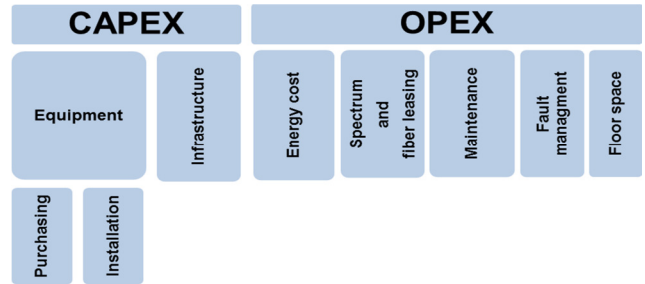 CAPEX
OPEX
Equipment
Infrastructure
Energy cost
Spectrum
and
fiber leasing
Maintenance
Fault
managment
Floor space
Purchasing
Installation